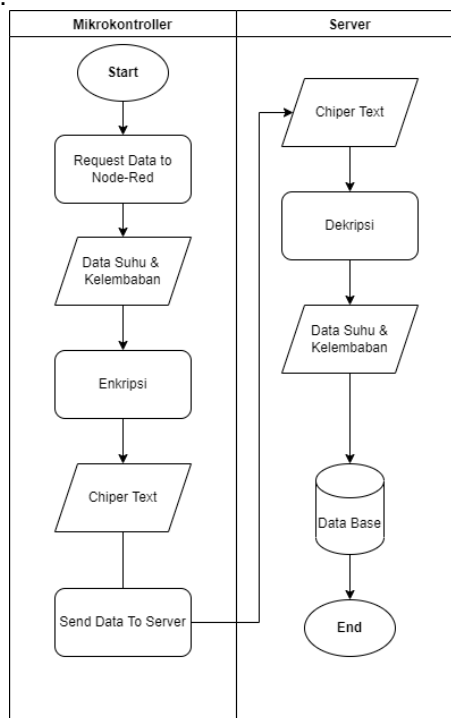 Mikrokontroller
Start
Request Data to
Node-Red
Data Suhu &
Kelembaban
Enkripsi
Chiper Text
Send Data To Server
Server
Chiper Text
Dekripsi
Data Suhu &
Kelembaban
Data Base
End